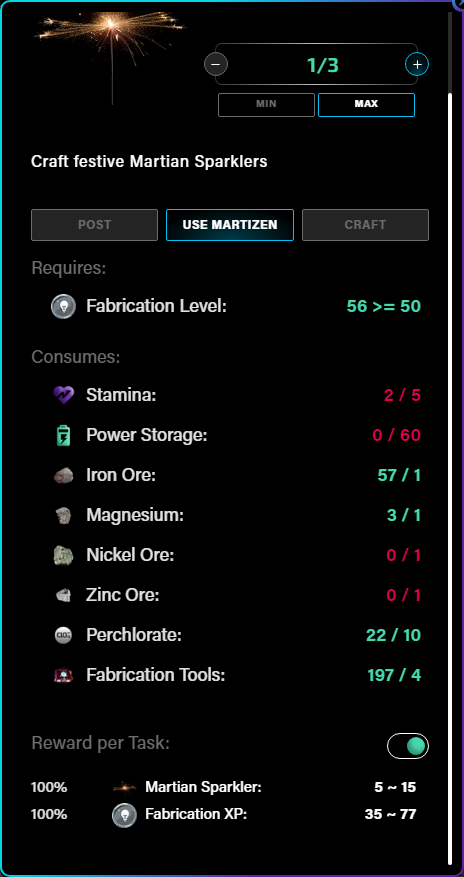 1/3
MIN MAX
Craft festive Martian Sparklers
POST USE MARTIZEN CRAFT
Requires:
Fabrication Level: 56 >= 50
Consumes:
Stamina: 2 / 5
Power Storage: 0 / 60
Iron Ore: 57 / 1
Magnesium: 3 / 1
Nickel Ore: 0 / 1
Zinc Ore: 0 / 1
Perchlorate: 22 / 10
Fabrication Tools: 197 / 4
Reward per Task:
100% Martian Sparkler: 5 ~ 15
100% Fabrication XP: 35 ~ 77